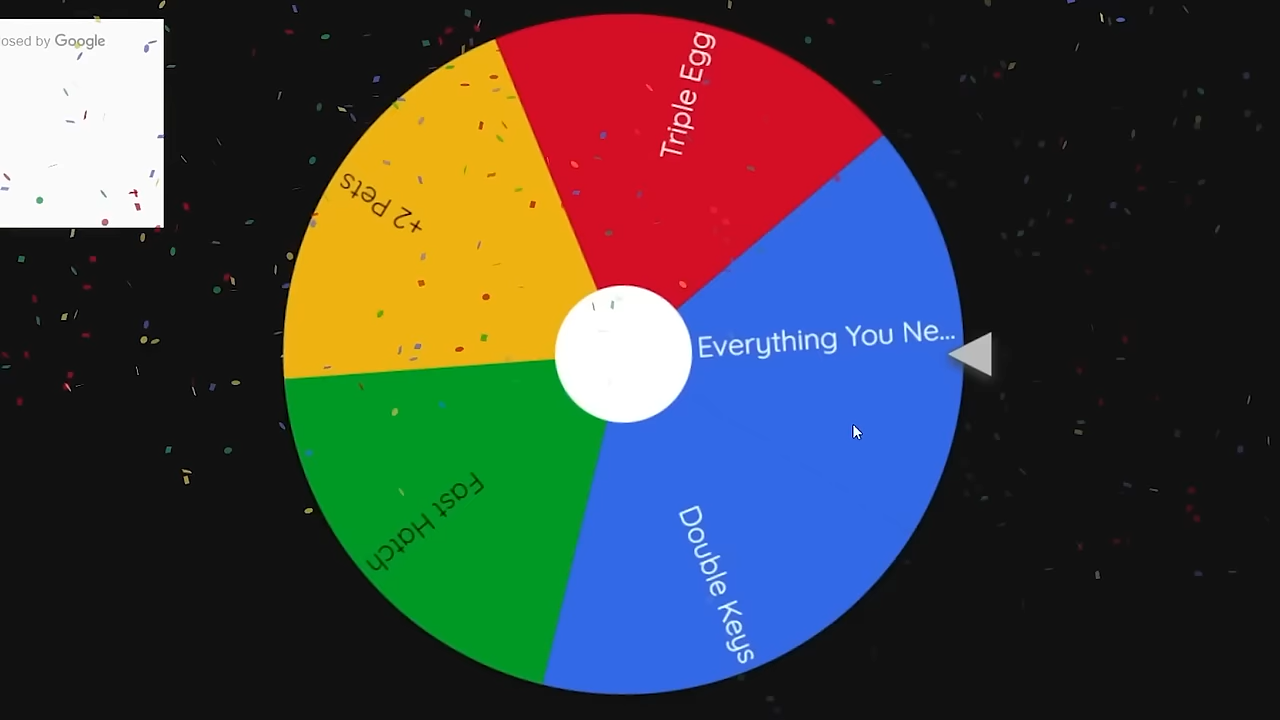 osed by Google
Triple Egg
+2 Pets
Everything You Ne...
Fast Hatch
Double Keys